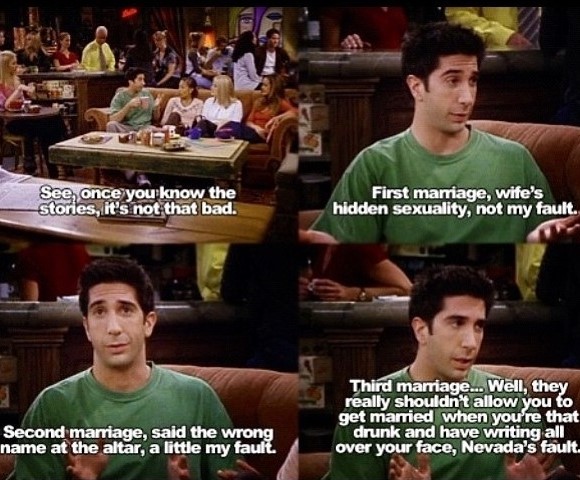 See, once you know the
stories, it's not that bad.
First marriage, wife's
hidden sexuality, not my fault.
Second marriage, said the wrong
name at the altar, a little my fault.
Third marriage... Well, they
really shouldn't allow you to
get married when you're that
drunk and have writing all
over your face, Nevada's fault.